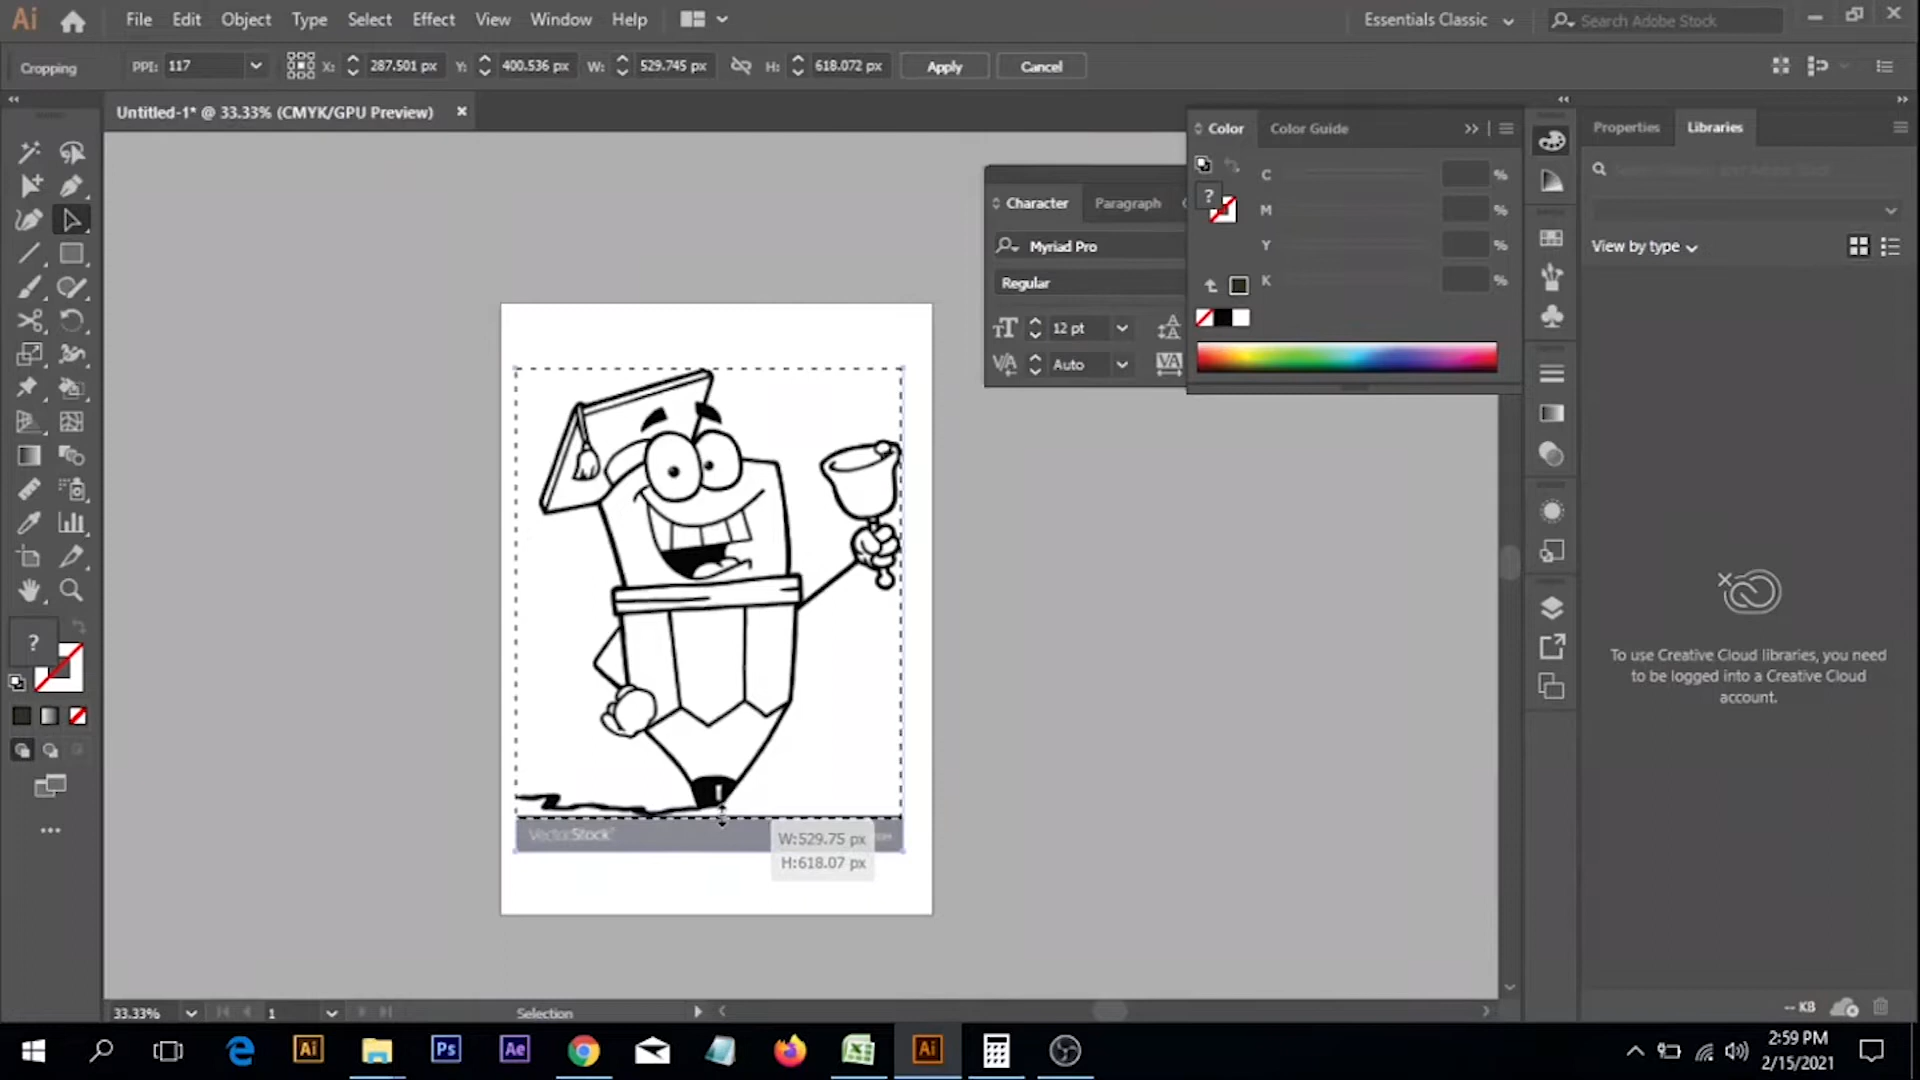 Ai File Edit Object Type Select Effect View Window Help Essentials Classic Search Adobe Stock
Cropping PPI: 117 X: 287.501 px Y: 400.536 px W: 529.745 px H: 618.072 px Apply Cancel
Untitled-1* @ 33.33% (CMYK/GPU Preview)
Color Color Guide
Properties Libraries
C %
M %
Y %
K %
Character Paragraph
Myriad Pro
Regular
12 pt
Auto
View by type
?
?
VectorStock
W:529.75 px
H:618.07 px
To use Creative Cloud libraries, you need
to be logged into a Creative Cloud
account.
33.33% 1 Selection
-- KB
Ai Ps Ae Ai
2:59 PM
2/15/2021